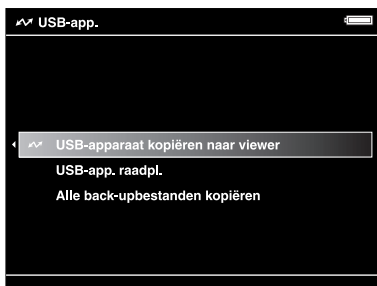 USB-app.
USB-apparaat kopiëren naar viewer
USB-app. raadpl.
Alle back-upbestanden kopiëren